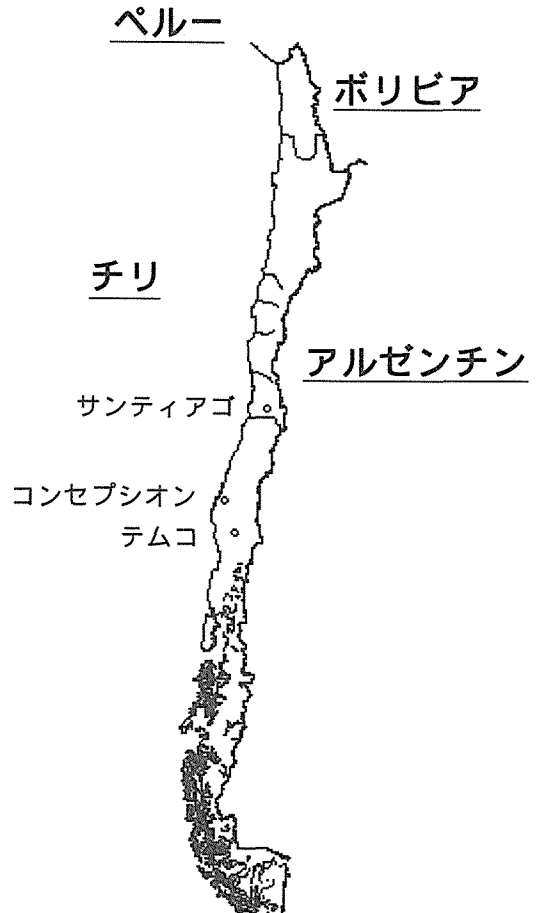 ペルー
ボリビア
チリ
アルゼンチン
サンティアゴ
コンセプシオン
テムコ